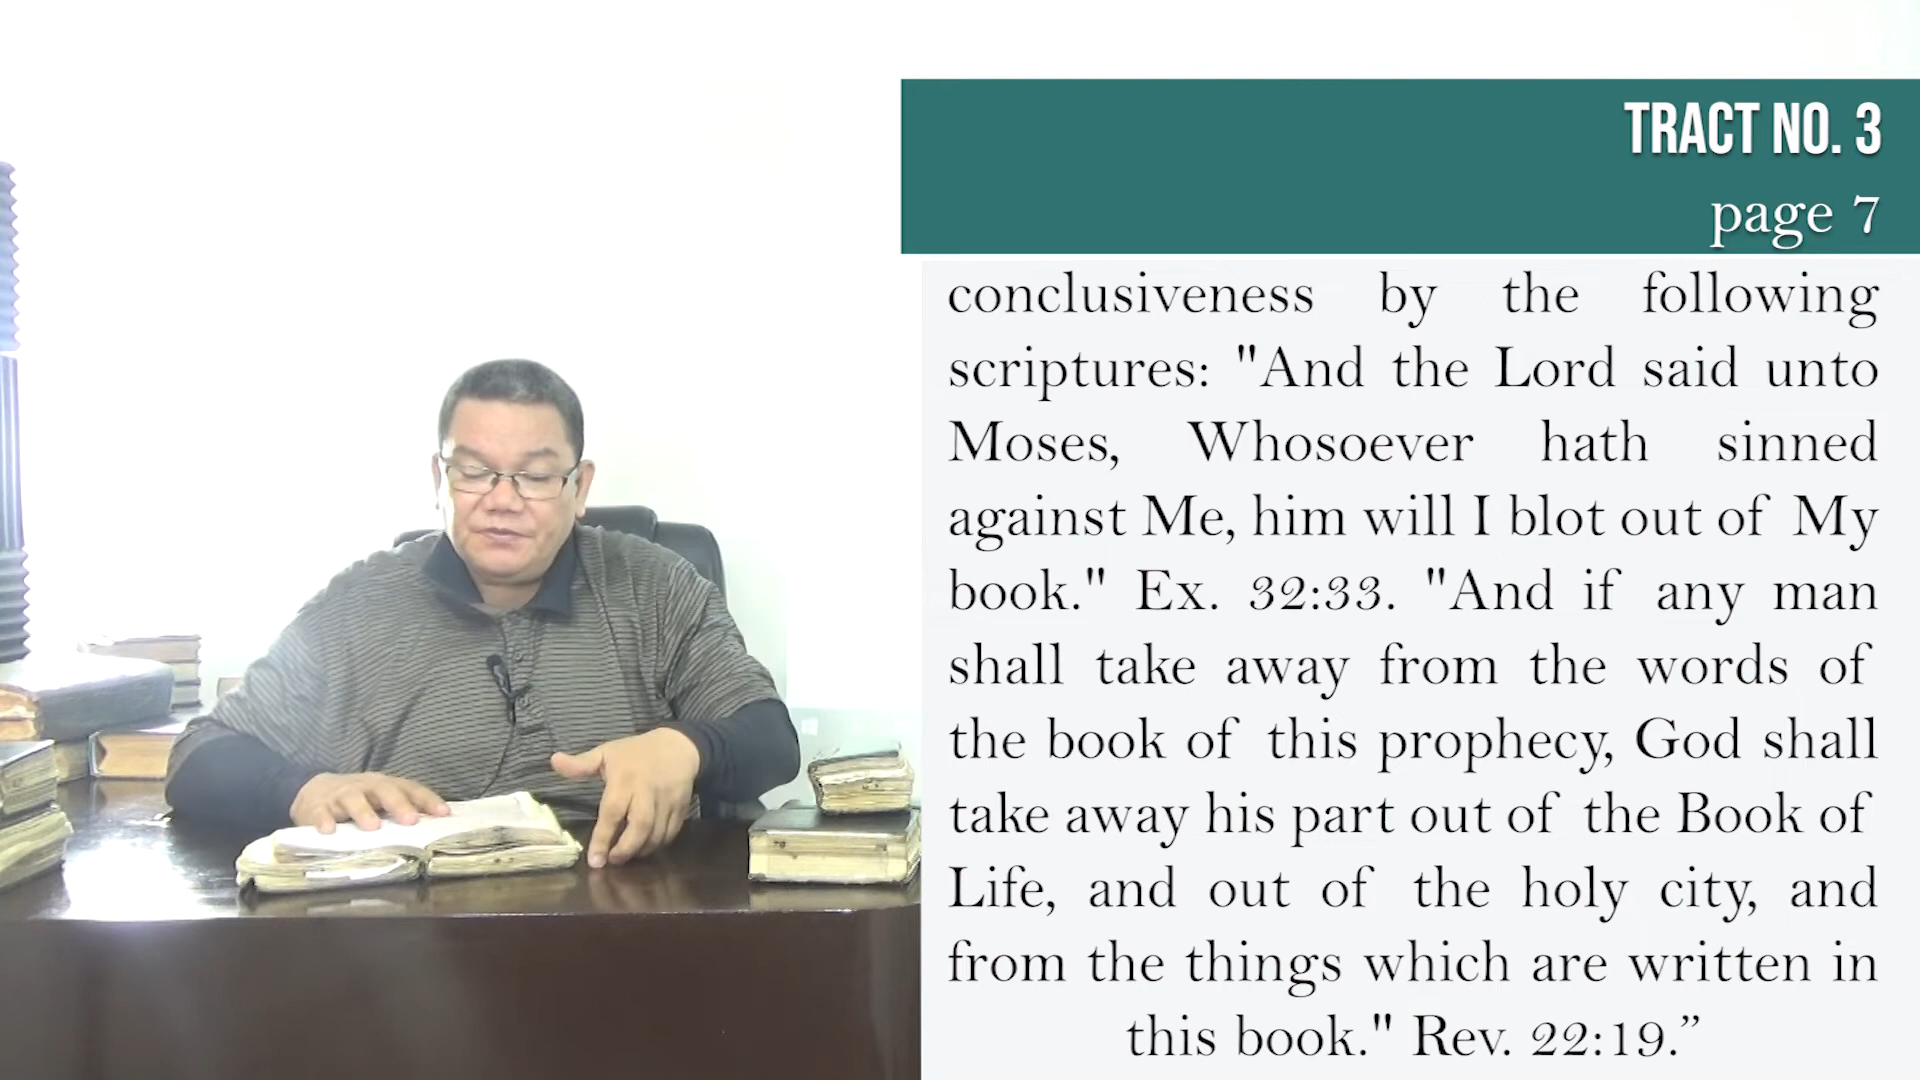 TRACT NO. 3
page 7
conclusiveness by the following
scriptures: "And the Lord said unto
Moses, Whosoever hath sinned
against Me, him will I blot out of My
book." Ex. 32:33. "And if any man
shall take away from the words of
the book of this prophecy, God shall
take away his part out of the Book of
Life, and out of the holy city, and
from the things which are written in
this book." Rev. 22:19.”